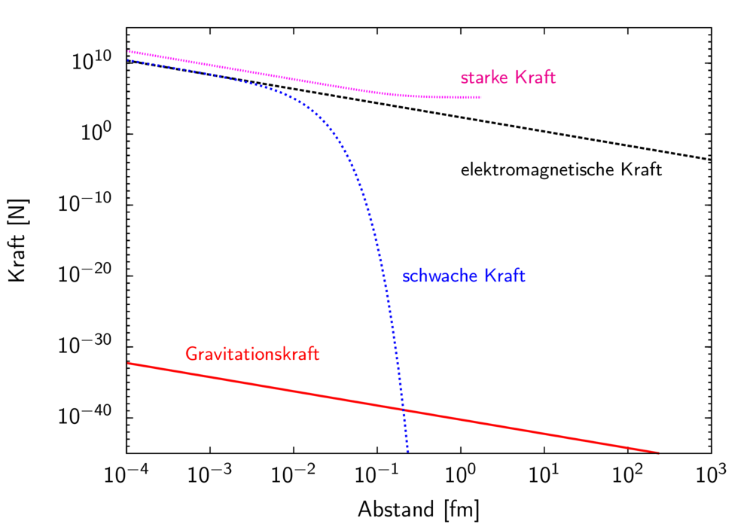 10^10
10^0
10^−10
10^−20
10^−30
10^−40
Kraft [N]
starke Kraft
elektromagnetische Kraft
schwache Kraft
Gravitationskraft
10^−4 10^−3 10^−2 10^−1 10^0 10^1 10^2 10^3
Abstand [fm]